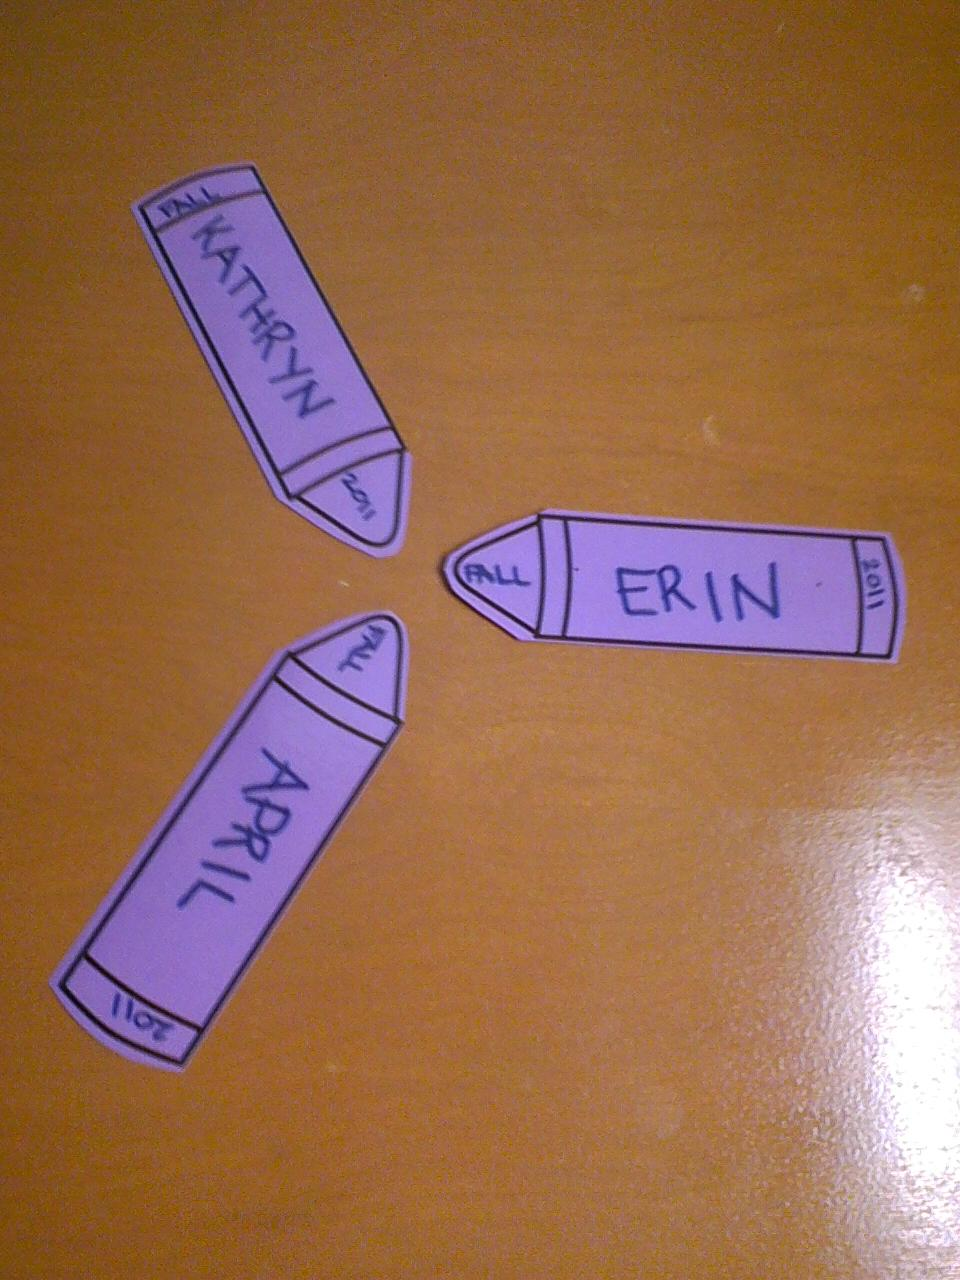 FALL
KATHRYN
2011
FALL
ERIN
2011
FALL
APRIL
2011